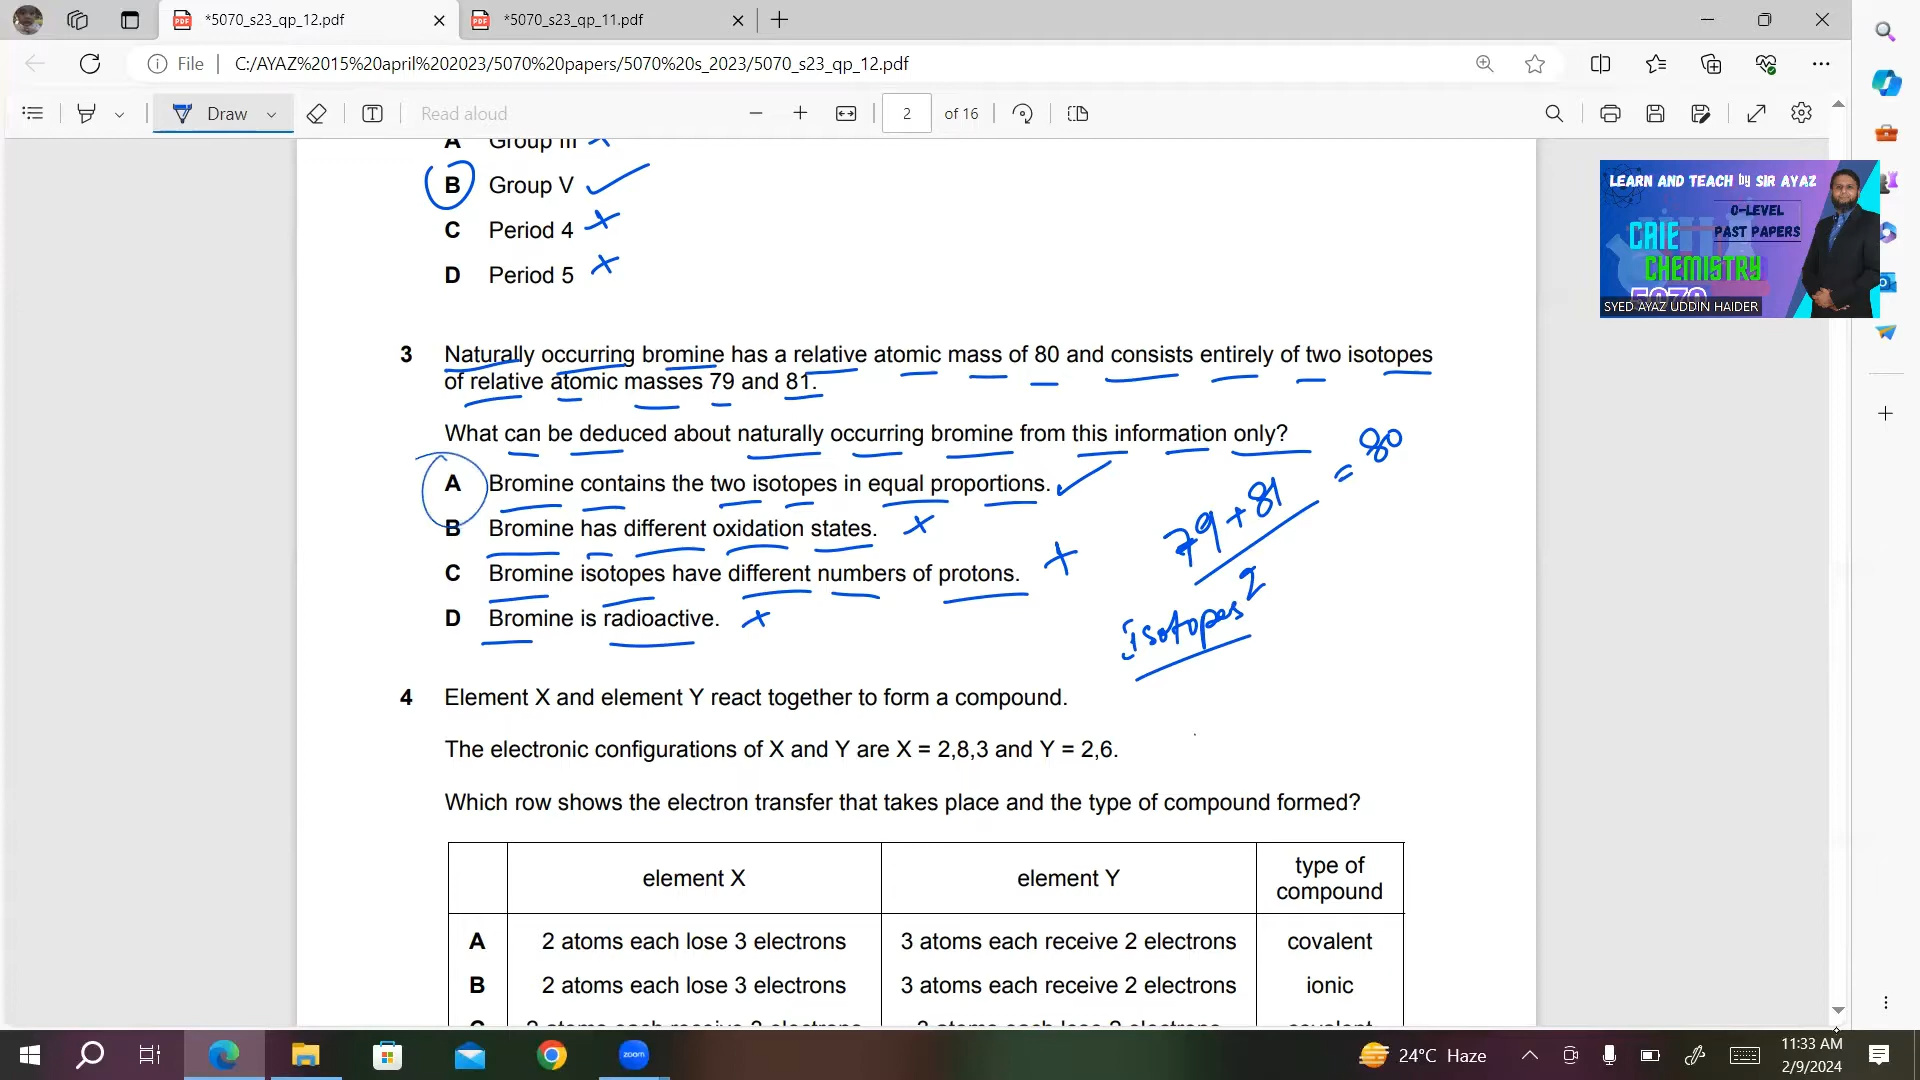 *5070_s23_qp_12.pdf
*5070_s23_qp_11.pdf
File
C:/AYAZ%2015%20april%202023/5070%20papers/5070%20s_2023/5070_s23_qp_12.pdf
Draw
Read aloud
2 of 16
A Group III
B Group V
C Period 4
D Period 5
LEARN AND TEACH by SIR AYAZ
O-LEVEL
PAST PAPERS
CAIE
CHEMISTRY
5070
SYED AYAZ UDDIN HAIDER
3 Naturally occurring bromine has a relative atomic mass of 80 and consists entirely of two isotopes
of relative atomic masses 79 and 81.
What can be deduced about naturally occurring bromine from this information only?
A Bromine contains the two isotopes in equal proportions.
B Bromine has different oxidation states.
C Bromine isotopes have different numbers of protons.
D Bromine is radioactive.
79 + 81
2
= 80
isotopes
4 Element X and element Y react together to form a compound.
The electronic configurations of X and Y are X = 2,8,3 and Y = 2,6.
Which row shows the electron transfer that takes place and the type of compound formed?
element X
element Y
type of
compound
A 2 atoms each lose 3 electrons 3 atoms each receive 2 electrons covalent
B 2 atoms each lose 3 electrons 3 atoms each receive 2 electrons ionic
zoom
24°C Haze
11:33 AM
2/9/2024